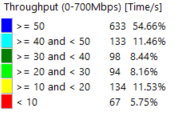 Throughput (0-700Mbps) [Time/s]
>= 50 633 54.66%
>= 40 and < 50 133 11.46%
>= 30 and < 40 98 8.44%
>= 20 and < 30 94 8.16%
>= 10 and < 20 134 11.53%
< 10 67 5.75%